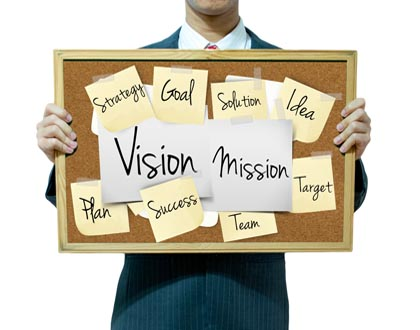 Strategy
Goal
Solution
Idea
Vision
Mission
Target
Plan
Success
Team